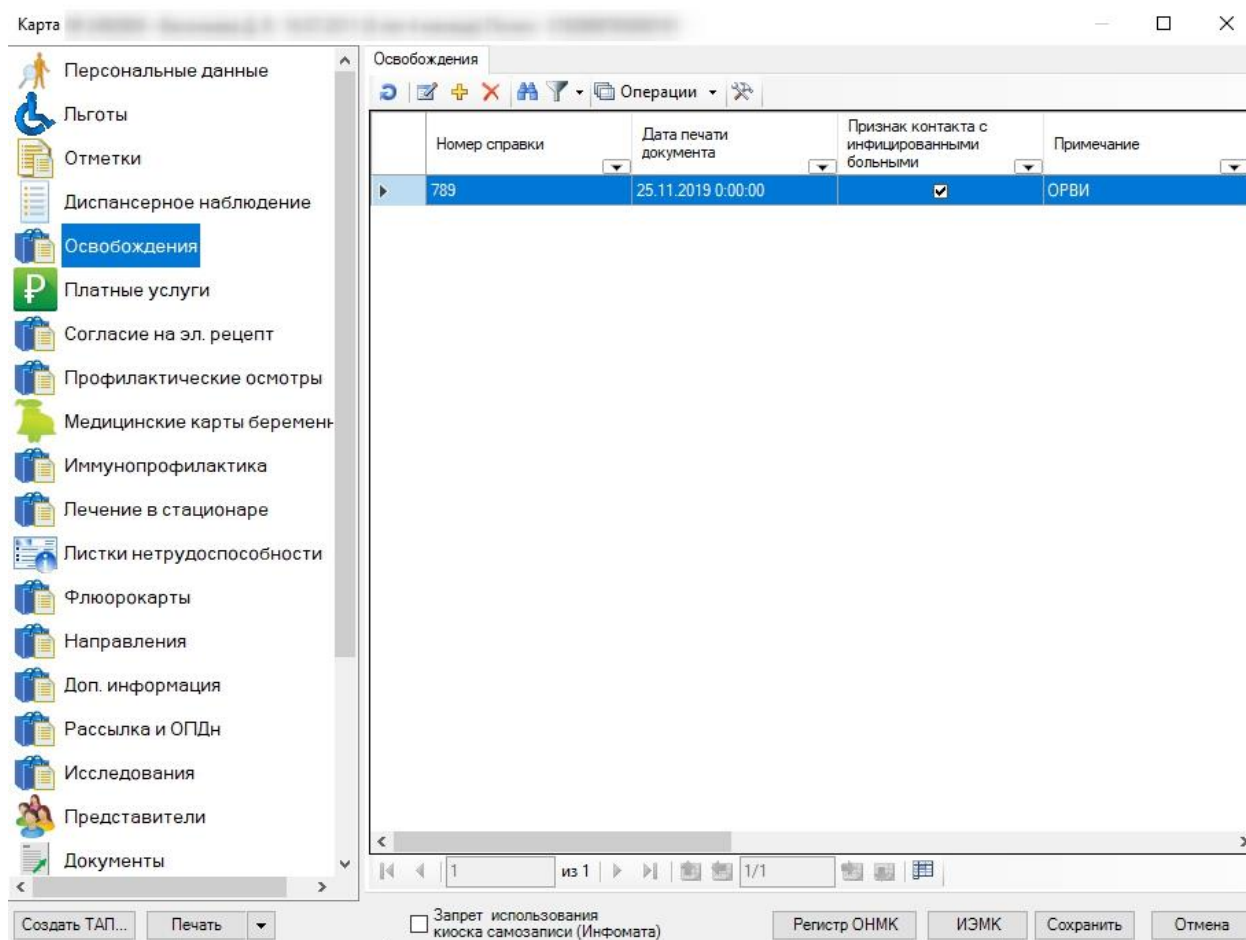 Карта
Персональные данные
Льготы
Отметки
Диспансерное наблюдение
Освобождения
Платные услуги
Согласие на эл. рецепт
Профилактические осмотры
Медицинские карты беремен
Иммунопрофилактика
Лечение в стационаре
Листки нетрудоспособности
Флюорокарты
Направления
Доп. информация
Рассылка и ОПДн
Исследования
Представители
Документы
Освобождения
Операции
Номер справки
Дата печати
документа
Признак контакта с
инфицированными
больными
Примечание
789
25.11.2019 0:00:00
ОРВИ
1
из 1
1/1
Создать ТАП...
Печать
Запрет использования
киоска самозаписи (Инфомата)
Регистр ОНМК
ИЭМК
Сохранить
Отмена